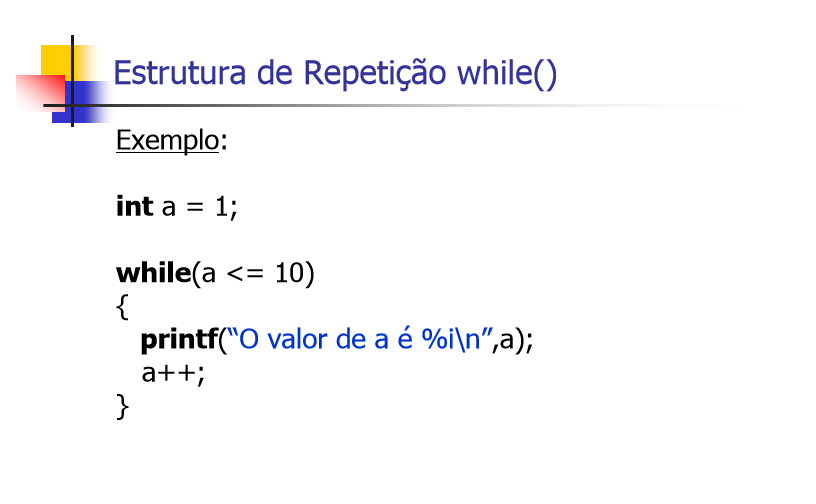 Estrutura de Repetição while()
Exemplo:
int a = 1;
while(a <= 10)
{
printf(“O valor de a é %i\n”,a);
a++;
}